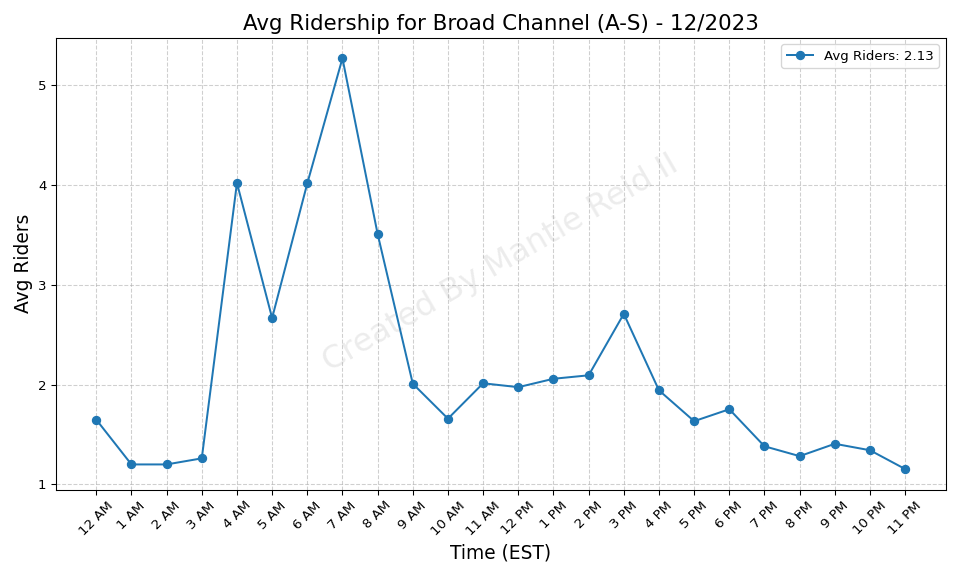 Avg Ridership for Broad Channel (A-S) - 12/2023
Avg Riders: 2.13
5
4
3
2
1
Avg Riders
Created By Mantie Reid II
12 AM
1 AM
2 AM
3 AM
4 AM
5 AM
6 AM
7 AM
8 AM
9 AM
10 AM
11 AM
12 PM
1 PM
2 PM
3 PM
4 PM
5 PM
6 PM
7 PM
8 PM
9 PM
10 PM
11 PM
Time (EST)